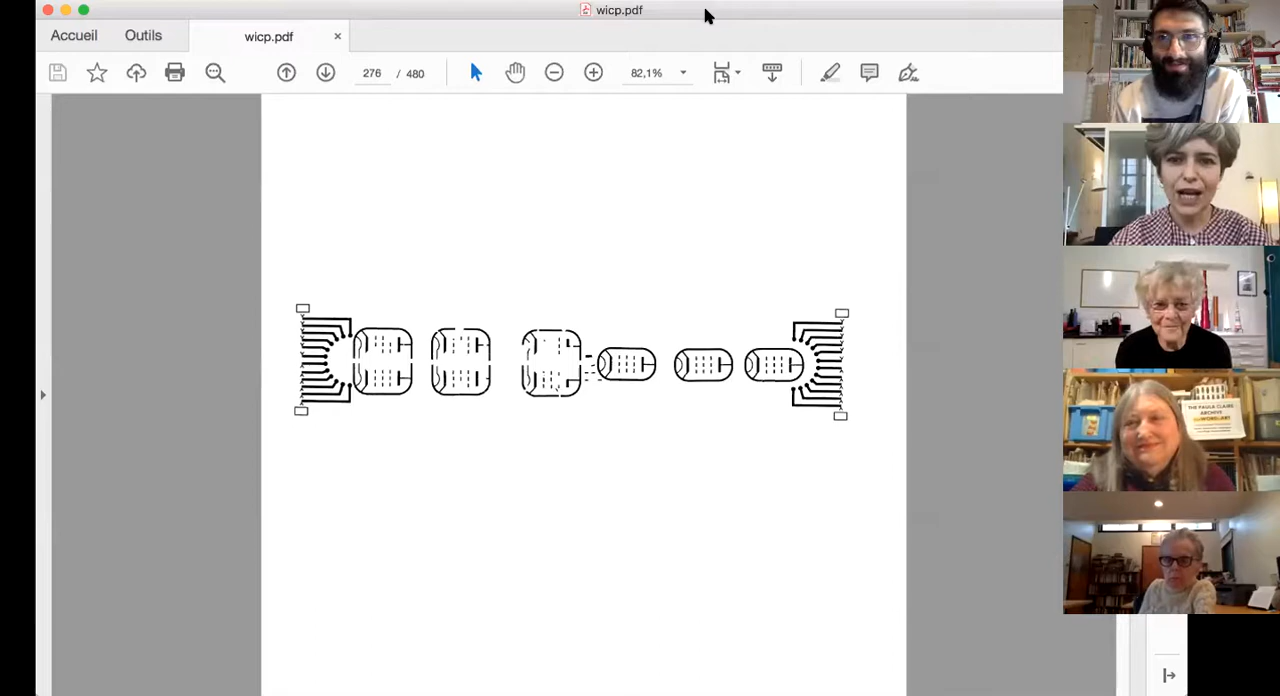 wicp.pdf
Accueil
Outils
wicp.pdf
×
276 / 480
82,1%
THE PAULA CLAIRE
ARCHIVE